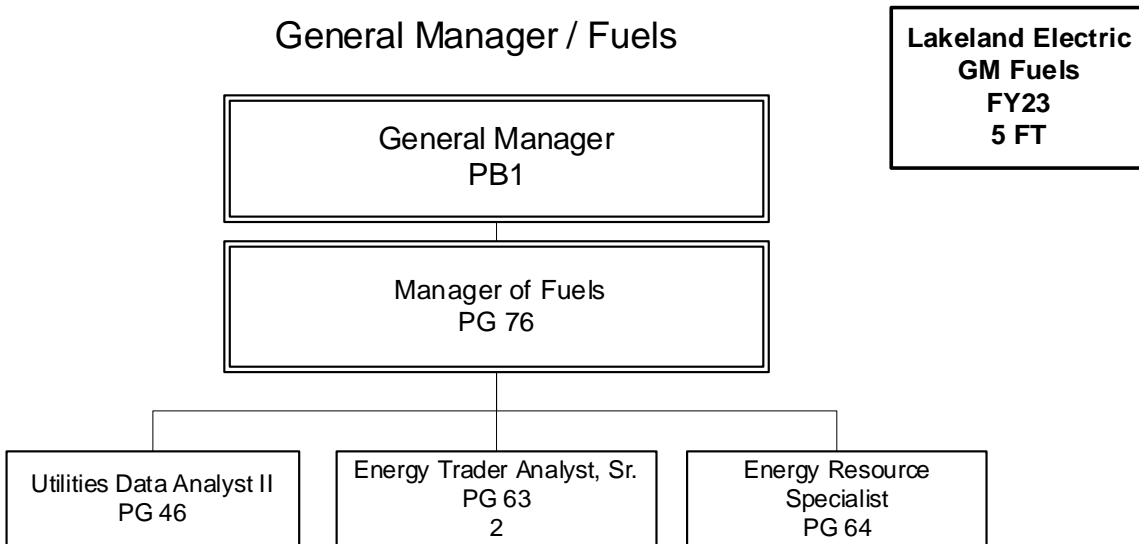 General Manager / Fuels
Lakeland Electric
GM Fuels
FY23
5 FT
General Manager
PB1
Manager of Fuels
PG 76
Utilities Data Analyst II
PG 46
Energy Trader Analyst, Sr.
PG 63
2
Energy Resource
Specialist
PG 64